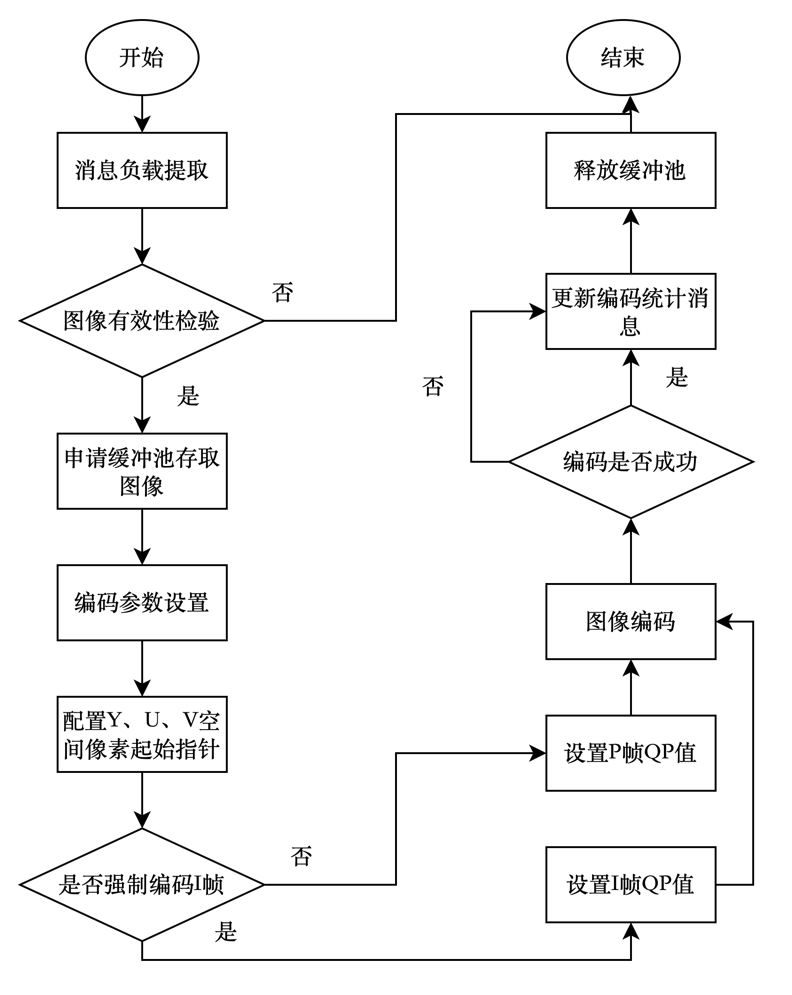 开始
消息负载提取
图像有效性检验
否
是
申请缓冲池存取
图像
编码参数设置
配置Y、U、V空
间像素起始指针
是否强制编码I帧
否
是
结束
释放缓冲池
更新编码统计消
息
否
是
编码是否成功
图像编码
设置P帧QP值
设置I帧QP值